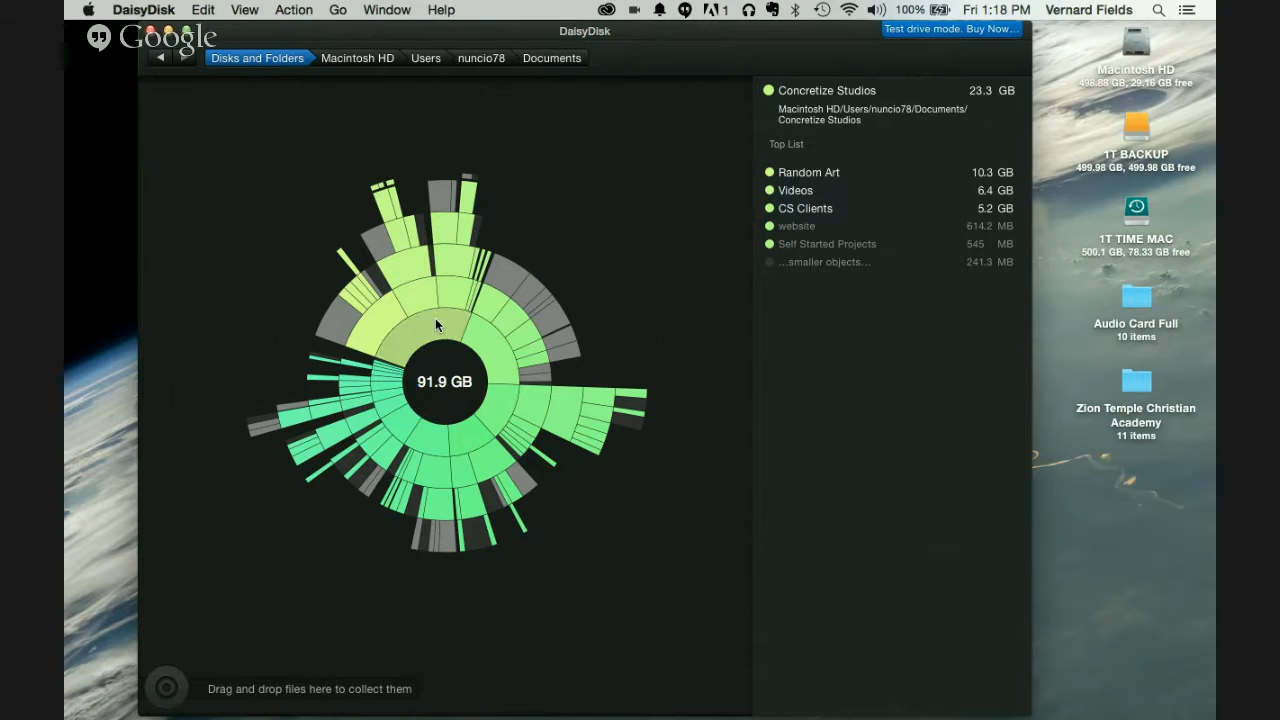 DaisyDisk Edit View Action Go Window Help 1 100% Fri 1:18 PM Vernard Fields
Google
DaisyDisk
Test drive mode. Buy Now...
Disks and Folders Macintosh HD Users nuncio78 Documents
Concretize Studios 23.3 GB
Macintosh HD/Users/nuncio78/Documents/
Concretize Studios
Top List
Random Art 10.3 GB
Videos 6.4 GB
CS Clients 5.2 GB
website 614.2 MB
Self Started Projects 545 MB
...smaller objects... 241.3 MB
91.9 GB
Drag and drop files here to collect them
Macintosh HD
498.88 GB, 29.16 GB free
1T BACKUP
499.98 GB, 499.98 GB free
1T TIME MAC
500.1 GB, 78.33 GB free
Audio Card Full
10 items
Zion Temple Christian
Academy
11 items